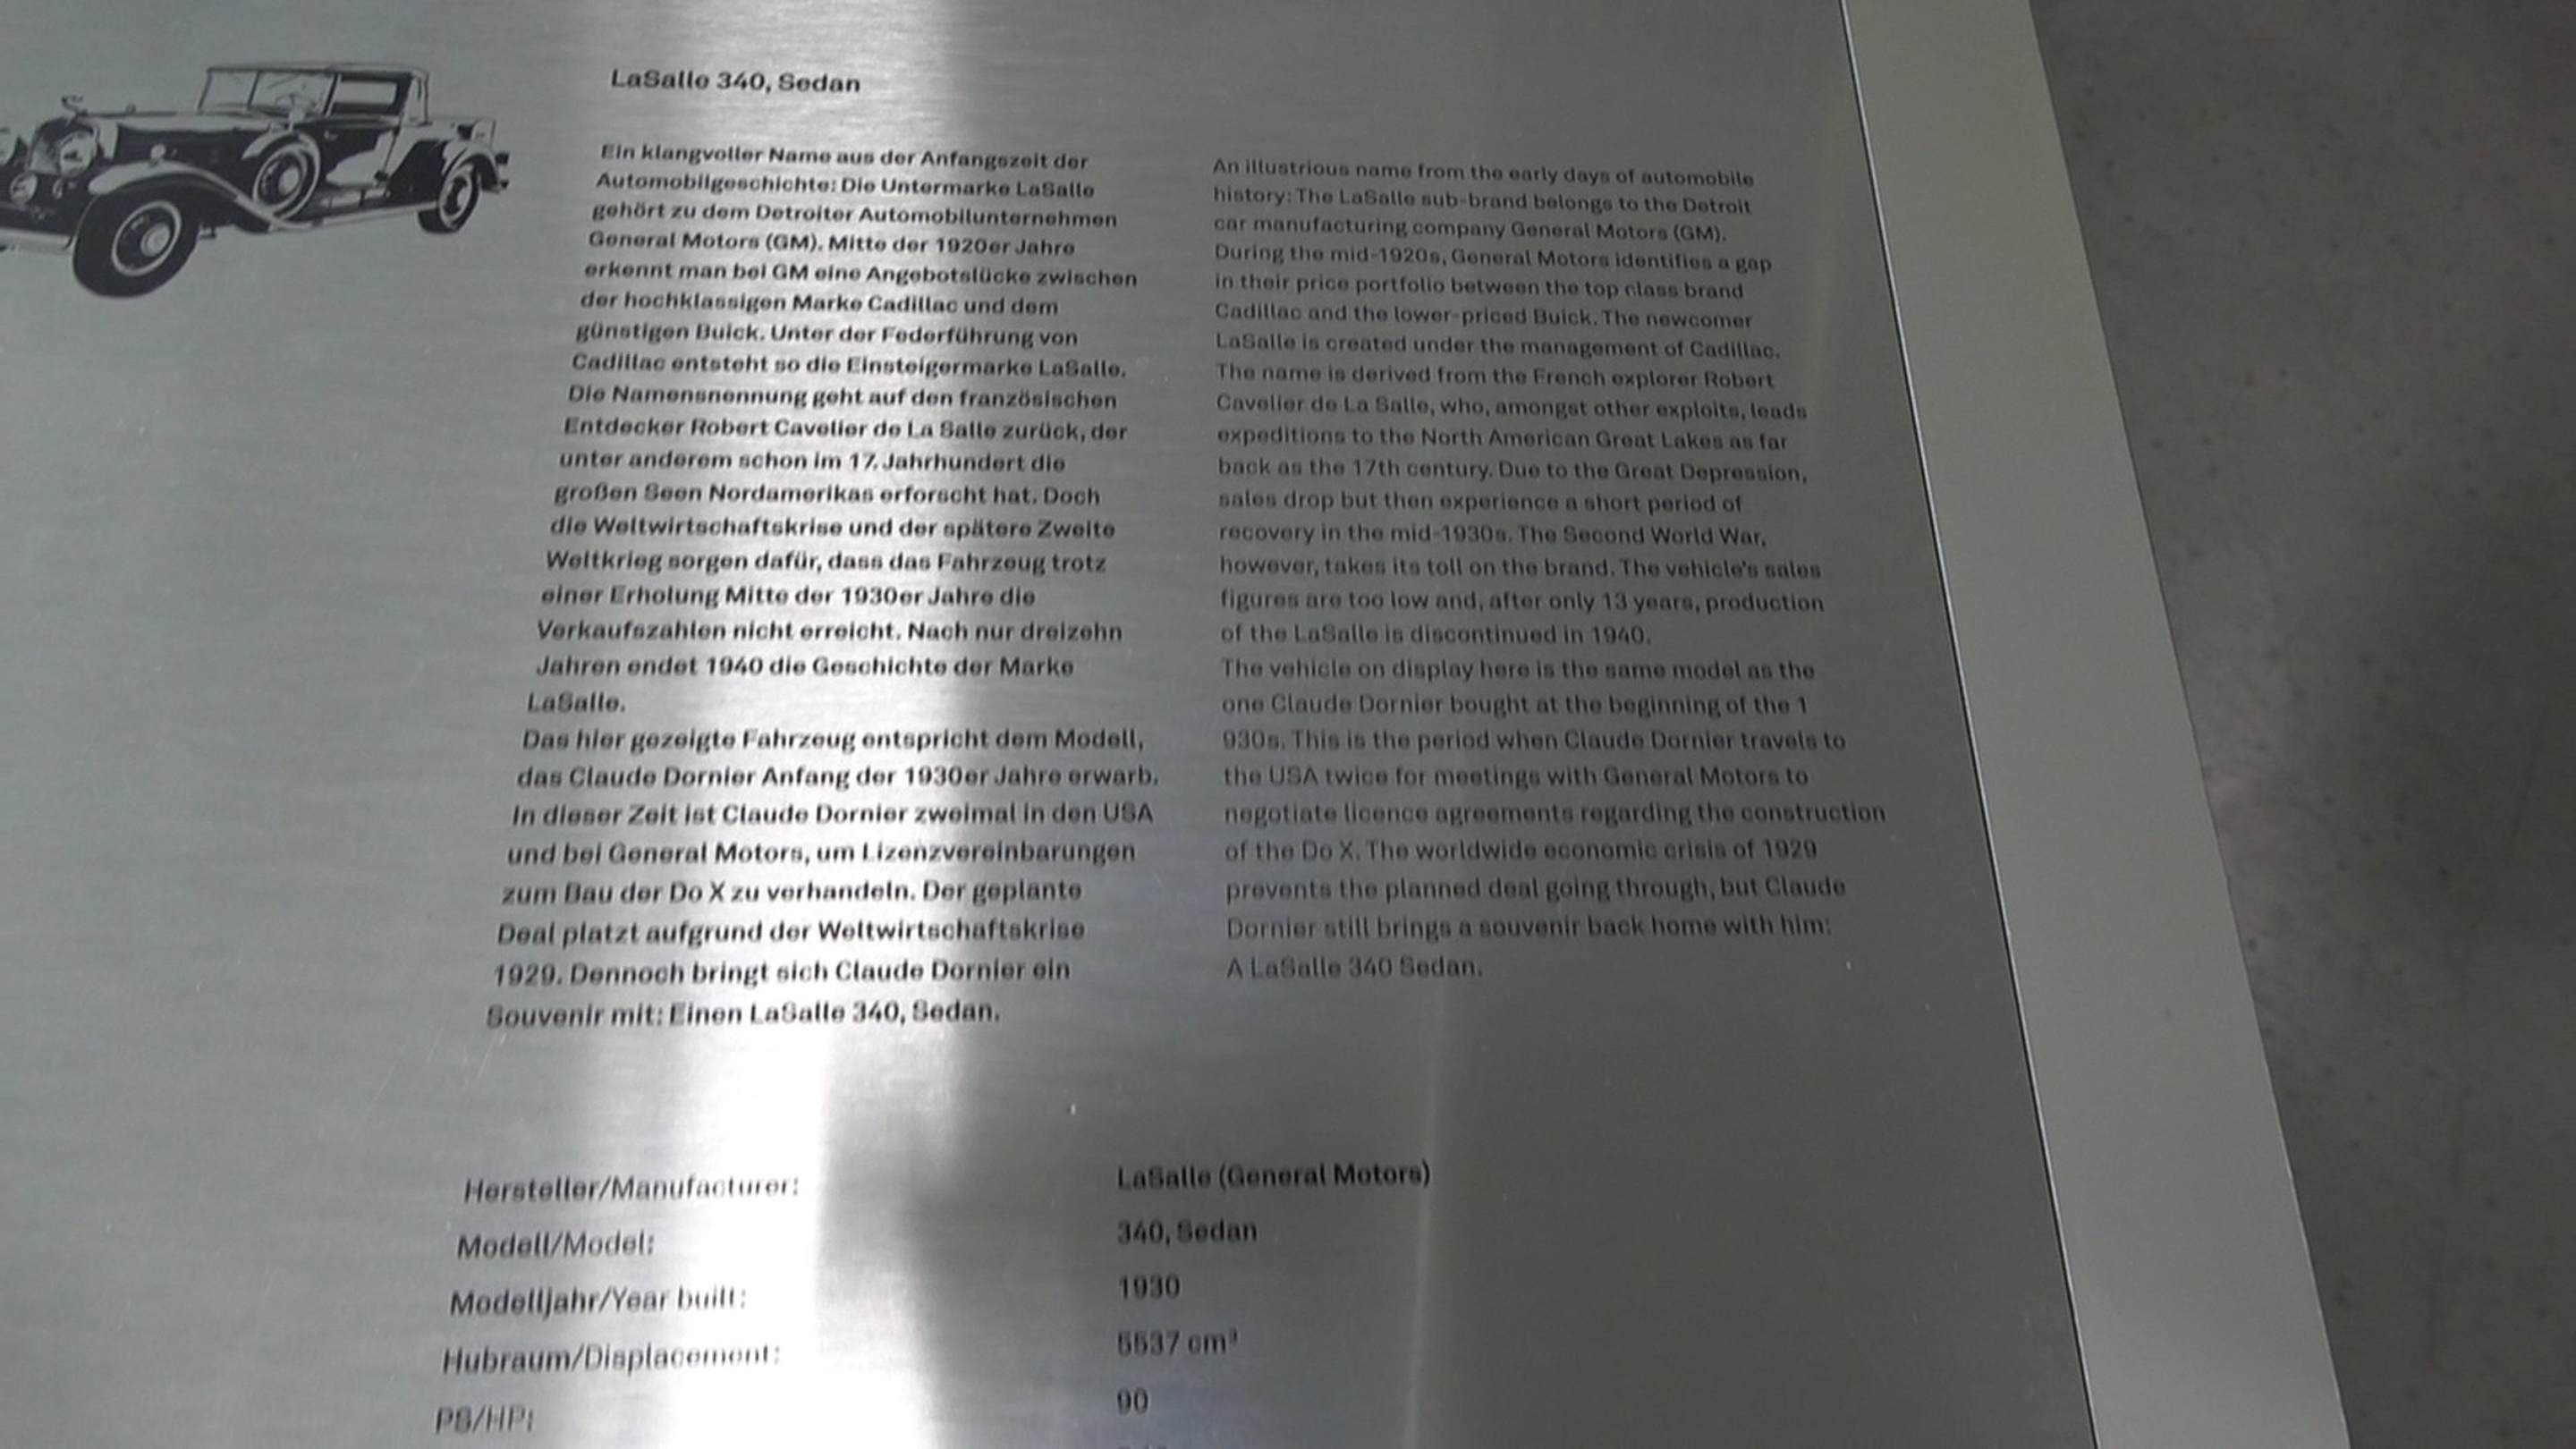 LaSalle 340, Sedan
Ein klangvoller Name aus der Anfangszeit der
Automobilgeschichte: Die Untermarke LaSalle
gehört zu dem Detroiter Automobilunternehmen
General Motors (GM). Mitte der 1920er Jahre
erkennt man bei GM eine Angebotslücke zwischen
der hochklassigen Marke Cadillac und dem
günstigen Buick. Unter der Federführung von
Cadillac entsteht so die Einsteigermarke LaSalle.
Die Namensnennung geht auf den französischen
Entdecker Robert Cavelier de La Salle zurück, der
unter anderem schon im 17. Jahrhundert die
großen Seen Nordamerikas erforscht hat. Doch
die Weltwirtschaftskrise und der spätere Zweite
Weltkrieg sorgen dafür, dass das Fahrzeug trotz
einer Erholung Mitte der 1930er Jahre die
Verkaufszahlen nicht erreicht. Nach nur dreizehn
Jahren endet 1940 die Geschichte der Marke
LaSalle.
Das hier gezeigte Fahrzeug entspricht dem Modell,
das Claude Dornier Anfang der 1930er Jahre erwarb.
In dieser Zeit ist Claude Dornier zweimal in den USA
und bei General Motors, um Lizenzvereinbarungen
zum Bau der Do X zu verhandeln. Der geplante
Deal platzt aufgrund der Weltwirtschaftskrise
1929. Dennoch bringt sich Claude Dornier ein
Souvenir mit: Einen LaSalle 340, Sedan.
An illustrious name from the early days of automobile
history: The LaSalle sub-brand belongs to the Detroit
car manufacturing company General Motors (GM).
During the mid-1920s, General Motors identifies a gap
in their price portfolio between the top class brand
Cadillac and the lower-priced Buick. The newcomer
LaSalle is created under the management of Cadillac.
The name is derived from the French explorer Robert
Cavelier de La Salle, who, amongst other exploits, leads
expeditions to the North American Great Lakes as far
back as the 17th century. Due to the Great Depression,
sales drop but then experience a short period of
recovery in the mid-1930s. The Second World War,
however, takes its toll on the brand. The vehicle's sales
figures are too low and, after only 13 years, production
of the LaSalle is discontinued in 1940.
The vehicle on display here is the same model as the
one Claude Dornier bought at the beginning of the 1
930s. This is the period when Claude Dornier travels to
the USA twice for meetings with General Motors to
negotiate licence agreements regarding the construction
of the Do X. The worldwide economic crisis of 1929
prevents the planned deal going through, but Claude
Dornier still brings a souvenir back home with him:
A LaSalle 340 Sedan.
Hersteller/Manufacturer: LaSalle (General Motors)
Modell/Model: 340, Sedan
Modelljahr/Year built: 1930
Hubraum/Displacement: 5537 cm³
PS/HP: 90